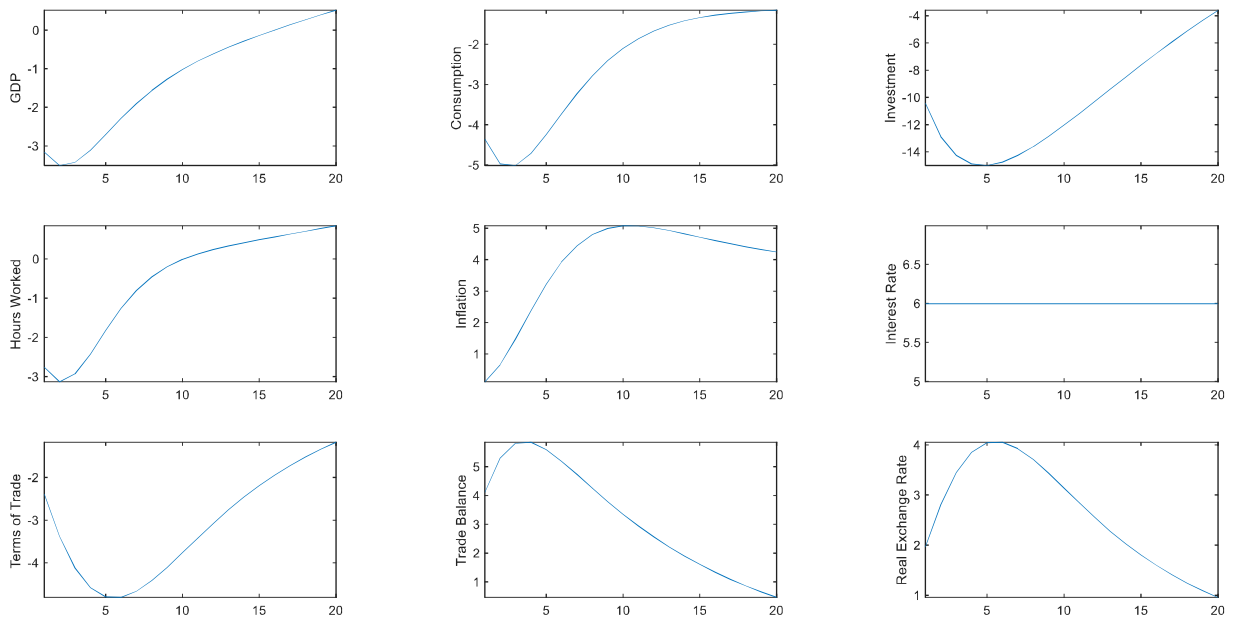 GDP
0
-1
-2
-3
5 10 15 20
Consumption
-2
-3
-4
-5
5 10 15 20
Investment
-4
-6
-8
-10
-12
-14
5 10 15 20
Hours Worked
0
-1
-2
-3
5 10 15 20
Inflation
5
4
3
2
1
5 10 15 20
Interest Rate
6.5
6
5.5
5
5 10 15 20
Terms of Trade
-2
-3
-4
5 10 15 20
Trade Balance
5
4
3
2
1
5 10 15 20
Real Exchange Rate
4
3
2
1
5 10 15 20